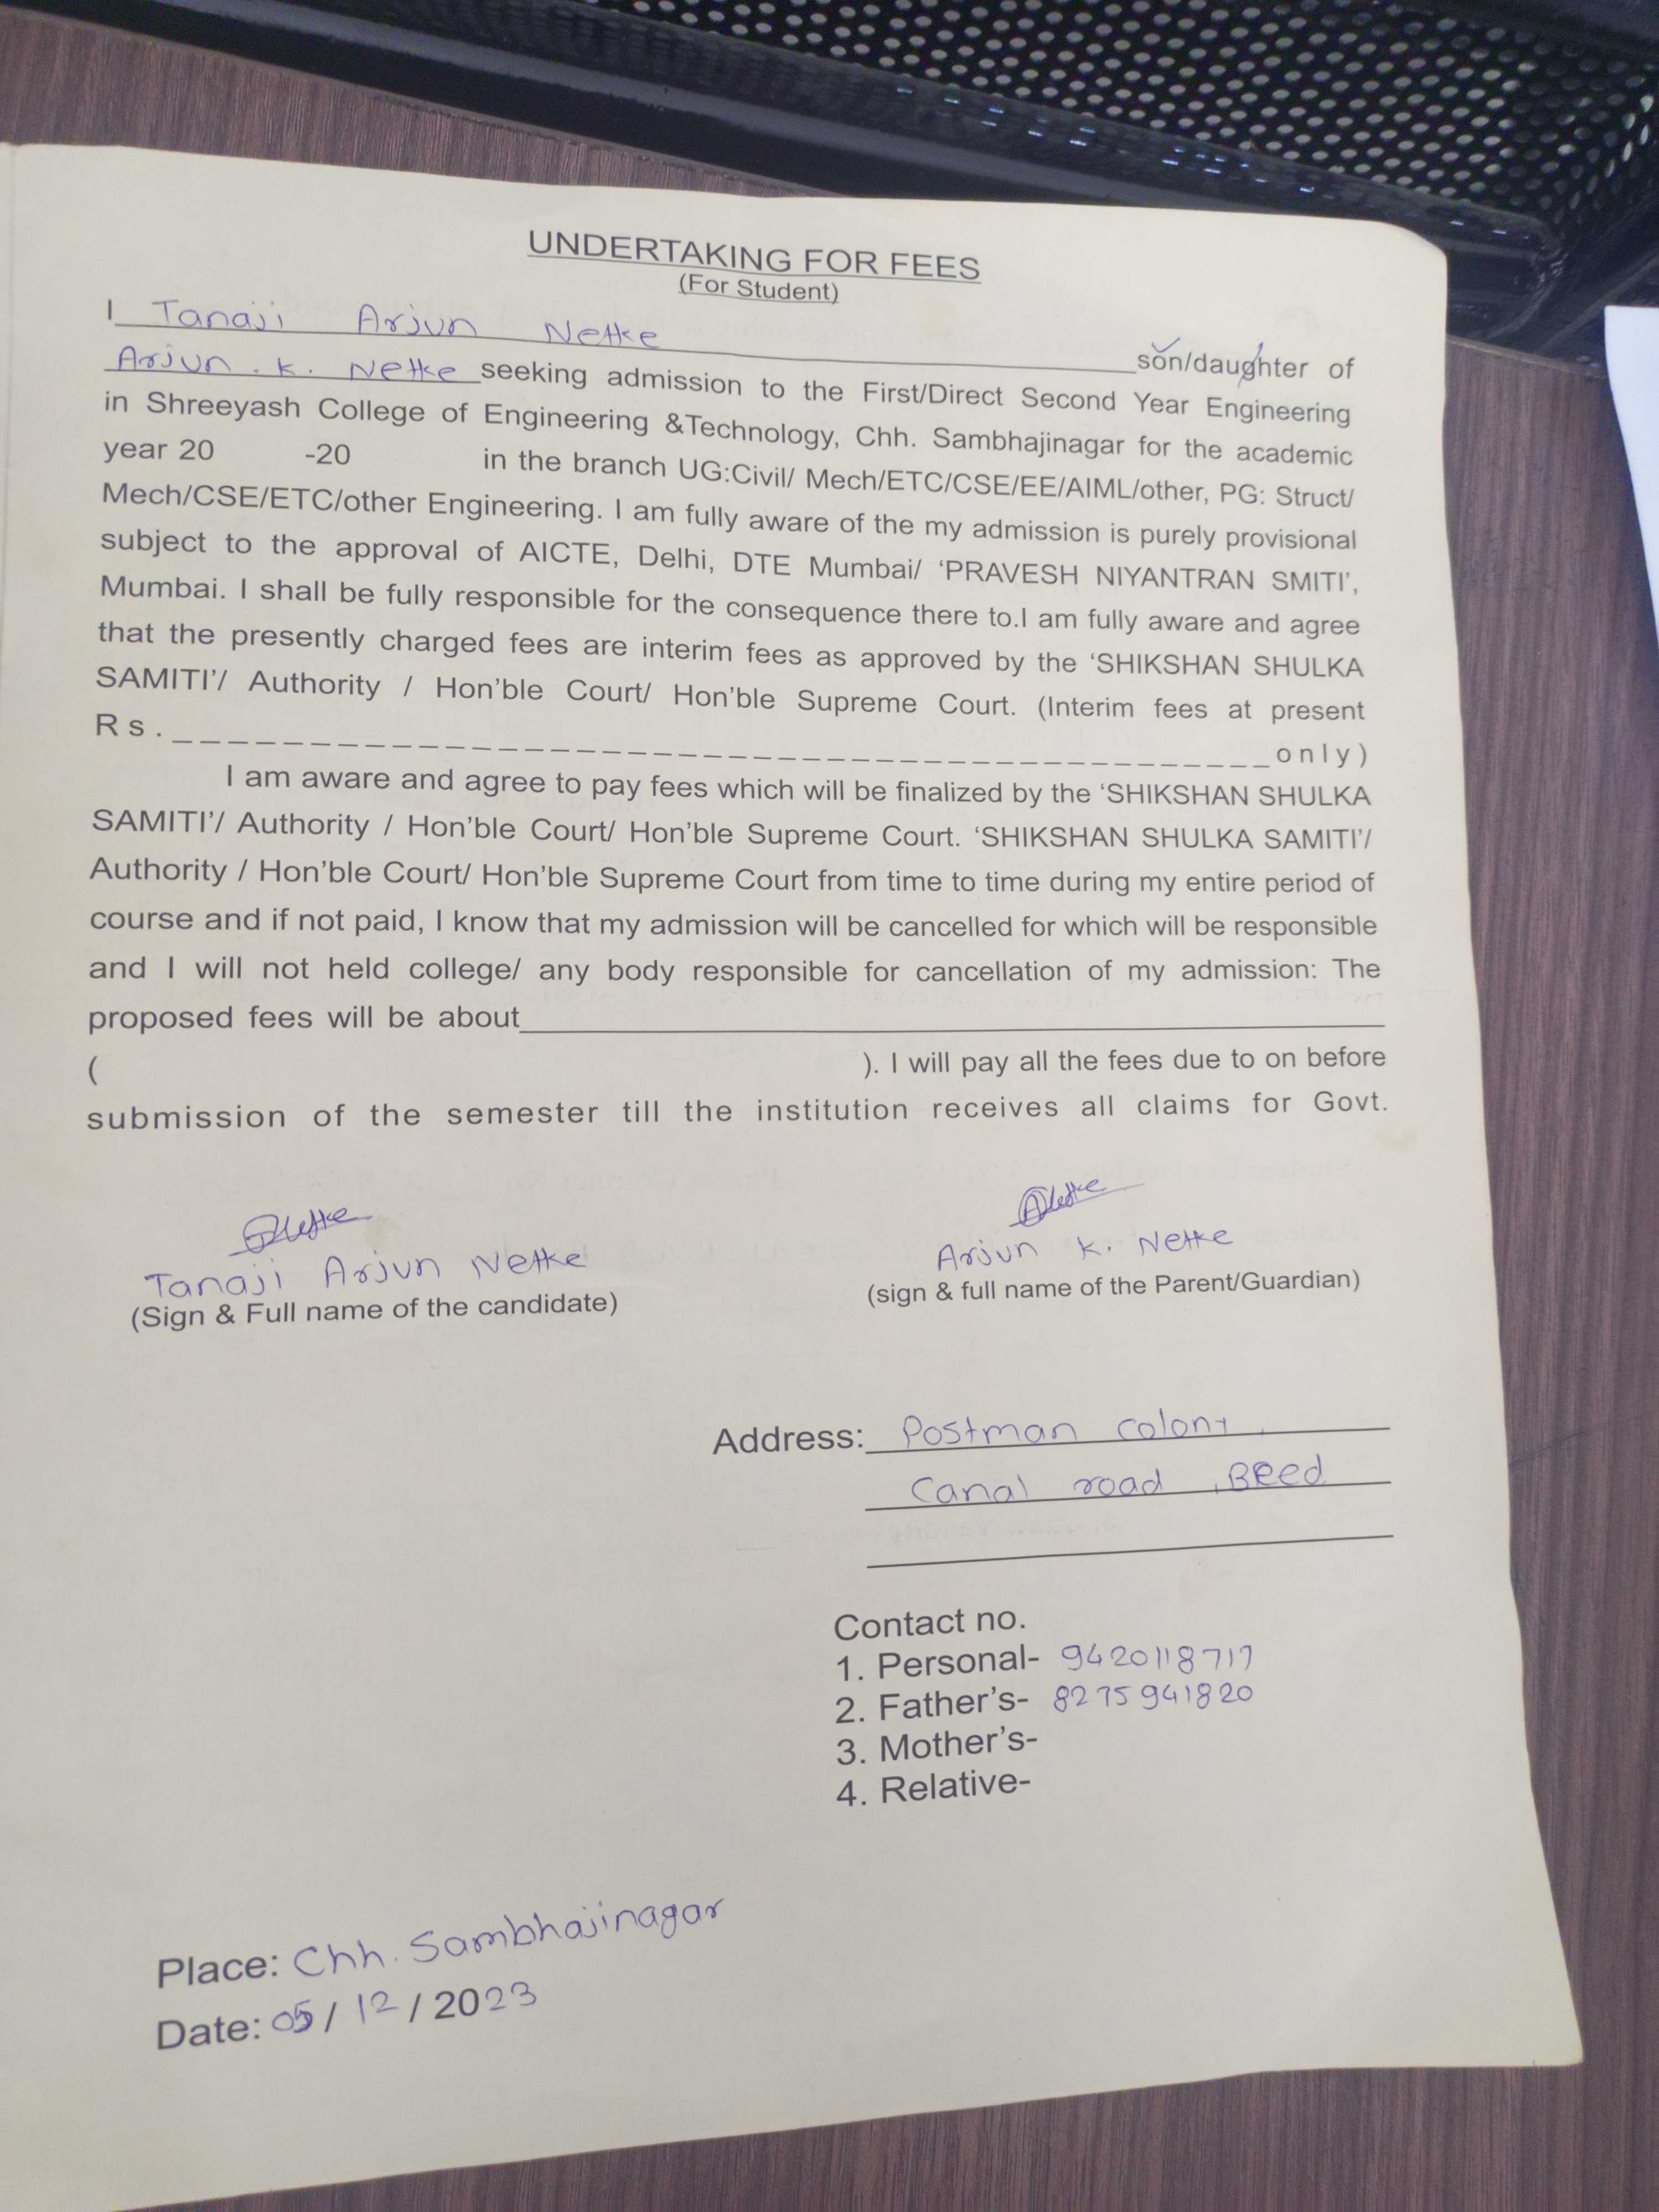 UNDERTAKING FOR FEES
(For Student)
I Tanaji Arjun Netke son/daughter of
Arjun . K. Netke seeking admission to the First/Direct Second Year Engineering
in Shreeyash College of Engineering &Technology, Chh. Sambhajinagar for the academic
year 20 -20 in the branch UG:Civil/ Mech/ETC/CSE/EE/AIML/other, PG: Struct/
Mech/CSE/ETC/other Engineering. I am fully aware of the my admission is purely provisional
subject to the approval of AICTE, Delhi, DTE Mumbai/ ‘PRAVESH NIYANTRAN SMITI’,
Mumbai. I shall be fully responsible for the consequence there to.I am fully aware and agree
that the presently charged fees are interim fees as approved by the ‘SHIKSHAN SHULKA
SAMITI’/ Authority / Hon’ble Court/ Hon’ble Supreme Court. (Interim fees at present
Rs. only)
I am aware and agree to pay fees which will be finalized by the ‘SHIKSHAN SHULKA
SAMITI’/ Authority / Hon’ble Court/ Hon’ble Supreme Court. ‘SHIKSHAN SHULKA SAMITI’/
Authority / Hon’ble Court/ Hon’ble Supreme Court from time to time during my entire period of
course and if not paid, I know that my admission will be cancelled for which will be responsible
and I will not held college/ any body responsible for cancellation of my admission: The
proposed fees will be about
( ). I will pay all the fees due to on before
submission of the semester till the institution receives all claims for Govt.
Tanaji Arjun Netke
(Sign & Full name of the candidate)
Arjun K. Netke
(sign & full name of the Parent/Guardian)
Address: Postman colony,
Canal road, Beed
Contact no.
1. Personal- 9420118717
2. Father’s- 8275941820
3. Mother’s-
4. Relative-
Place: Chh. Sambhajinagar
Date: 05/12/2023